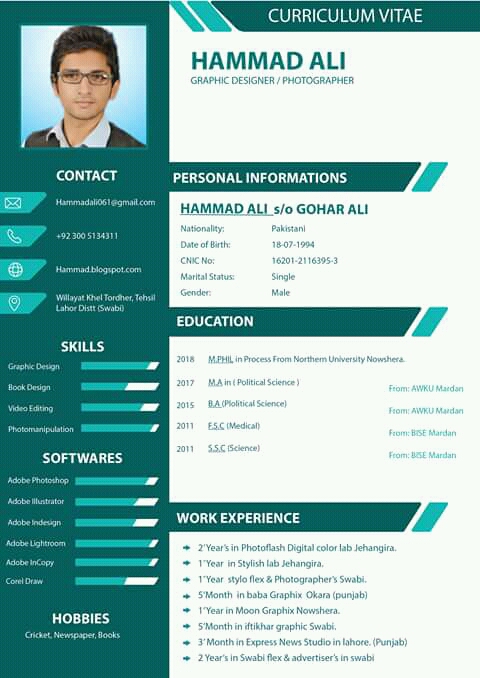 CURRICULUM VITAE
HAMMAD ALI
GRAPHIC DESIGNER / PHOTOGRAPHER
CONTACT
Hammadali061@gmail.com
+92 300 5134311
Hammad.blogspot.com
Willayat Khel Tordher, Tehsil
Lahor Distt (Swabi)
SKILLS
Graphic Design
Book Design
Video Editing
Photomanipulation
SOFTWARES
Adobe Photoshop
Adobe Illustrator
Adobe Indesign
Adobe Lightroom
Adobe InCopy
Corel Draw
HOBBIES
Cricket, Newspaper, Books
PERSONAL INFORMATIONS
HAMMAD ALI s/o GOHAR ALI
Nationality: Pakistani
Date of Birth: 18-07-1994
CNIC No: 16201-2116395-3
Marital Status: Single
Gender: Male
EDUCATION
2018 M.PHIL in Process From Northern University Nowshera.
2017 M.A in ( Political Science ) From: AWKU Mardan
2015 B.A (Plolitical Science) From: AWKU Mardan
2011 F.S.C (Medical) From: BISE Mardan
2011 S.S.C (Science) From: BISE Mardan
WORK EXPERIENCE
2'Year's in Photoflash Digital color lab Jehangira.
1'Year in Stylish lab Jehangira.
1'Year stylo flex & Photographer's Swabi.
5'Month in baba Graphix Okara (punjab)
1'Year in Moon Graphix Nowshera.
5'Month in iftikhar graphic Swabi.
3'Month in Express News Studio in lahore. (Punjab)
2 Year's in Swabi flex & advertiser's in swabi